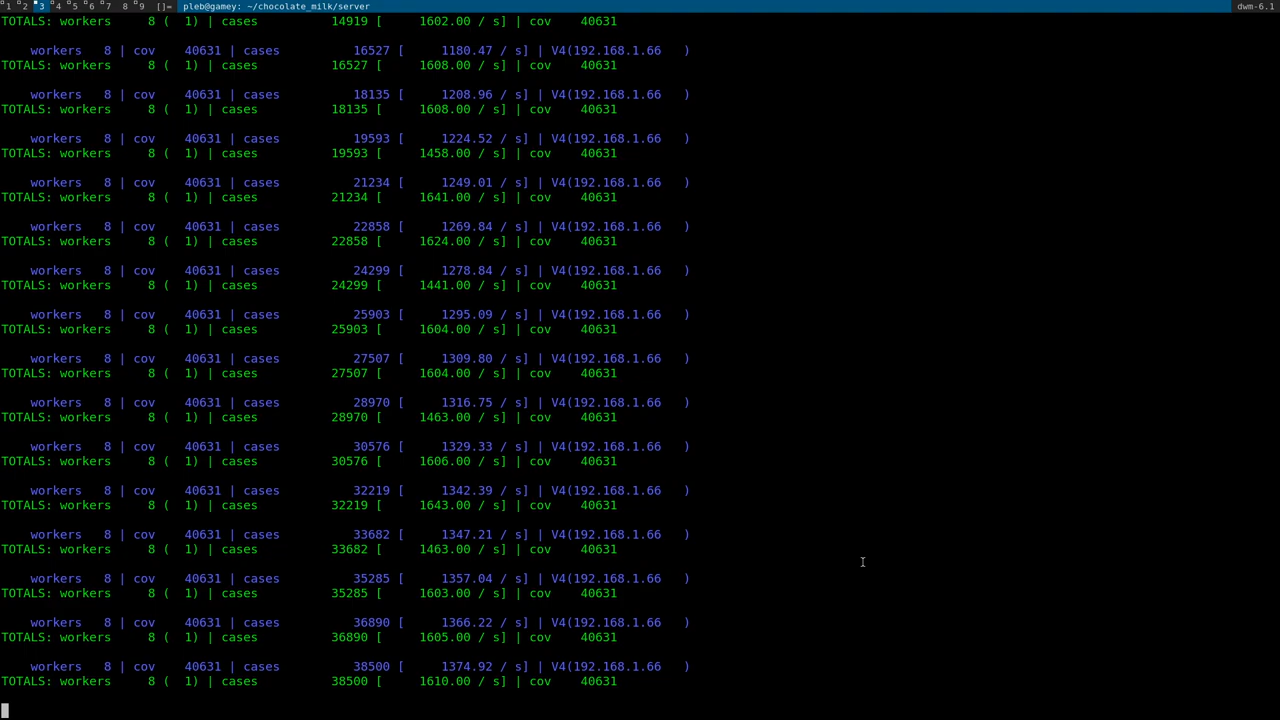 1 2 3 4 5 6 7 8 9 []= pleb@gamey: ~/chocolate_milk/server dwm-6.1
TOTALS: workers 8 ( 1) | cases 14919 [ 1602.00 / s] | cov 40631
workers 8 | cov 40631 | cases 16527 [ 1180.47 / s] | V4(192.168.1.66 )
TOTALS: workers 8 ( 1) | cases 16527 [ 1608.00 / s] | cov 40631
workers 8 | cov 40631 | cases 18135 [ 1208.96 / s] | V4(192.168.1.66 )
TOTALS: workers 8 ( 1) | cases 18135 [ 1608.00 / s] | cov 40631
workers 8 | cov 40631 | cases 19593 [ 1224.52 / s] | V4(192.168.1.66 )
TOTALS: workers 8 ( 1) | cases 19593 [ 1458.00 / s] | cov 40631
workers 8 | cov 40631 | cases 21234 [ 1249.01 / s] | V4(192.168.1.66 )
TOTALS: workers 8 ( 1) | cases 21234 [ 1641.00 / s] | cov 40631
workers 8 | cov 40631 | cases 22858 [ 1269.84 / s] | V4(192.168.1.66 )
TOTALS: workers 8 ( 1) | cases 22858 [ 1624.00 / s] | cov 40631
workers 8 | cov 40631 | cases 24299 [ 1278.84 / s] | V4(192.168.1.66 )
TOTALS: workers 8 ( 1) | cases 24299 [ 1441.00 / s] | cov 40631
workers 8 | cov 40631 | cases 25903 [ 1295.09 / s] | V4(192.168.1.66 )
TOTALS: workers 8 ( 1) | cases 25903 [ 1604.00 / s] | cov 40631
workers 8 | cov 40631 | cases 27507 [ 1309.80 / s] | V4(192.168.1.66 )
TOTALS: workers 8 ( 1) | cases 27507 [ 1604.00 / s] | cov 40631
workers 8 | cov 40631 | cases 28970 [ 1316.75 / s] | V4(192.168.1.66 )
TOTALS: workers 8 ( 1) | cases 28970 [ 1463.00 / s] | cov 40631
workers 8 | cov 40631 | cases 30576 [ 1329.33 / s] | V4(192.168.1.66 )
TOTALS: workers 8 ( 1) | cases 30576 [ 1606.00 / s] | cov 40631
workers 8 | cov 40631 | cases 32219 [ 1342.39 / s] | V4(192.168.1.66 )
TOTALS: workers 8 ( 1) | cases 32219 [ 1643.00 / s] | cov 40631
workers 8 | cov 40631 | cases 33682 [ 1347.21 / s] | V4(192.168.1.66 )
TOTALS: workers 8 ( 1) | cases 33682 [ 1463.00 / s] | cov 40631
workers 8 | cov 40631 | cases 35285 [ 1357.04 / s] | V4(192.168.1.66 )
TOTALS: workers 8 ( 1) | cases 35285 [ 1603.00 / s] | cov 40631
workers 8 | cov 40631 | cases 36890 [ 1366.22 / s] | V4(192.168.1.66 )
TOTALS: workers 8 ( 1) | cases 36890 [ 1605.00 / s] | cov 40631
workers 8 | cov 40631 | cases 38500 [ 1374.92 / s] | V4(192.168.1.66 )
TOTALS: workers 8 ( 1) | cases 38500 [ 1610.00 / s] | cov 40631